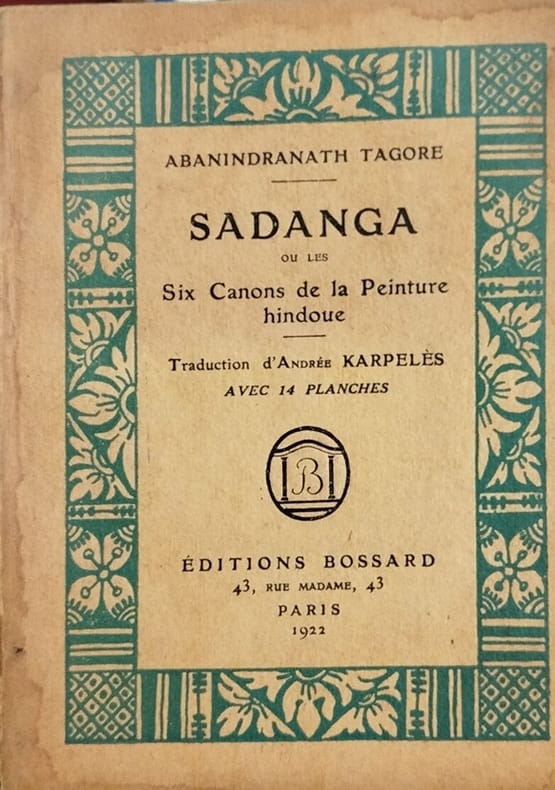 ABANINDRANATH TAGORE
SADANGA
OU LES
Six Canons de la Peinture
hindoue
Traduction d'ANDRÉE KARPELÈS
AVEC 14 PLANCHES
B
ÉDITIONS BOSSARD
43, RUE MADAME, 43
PARIS
1922